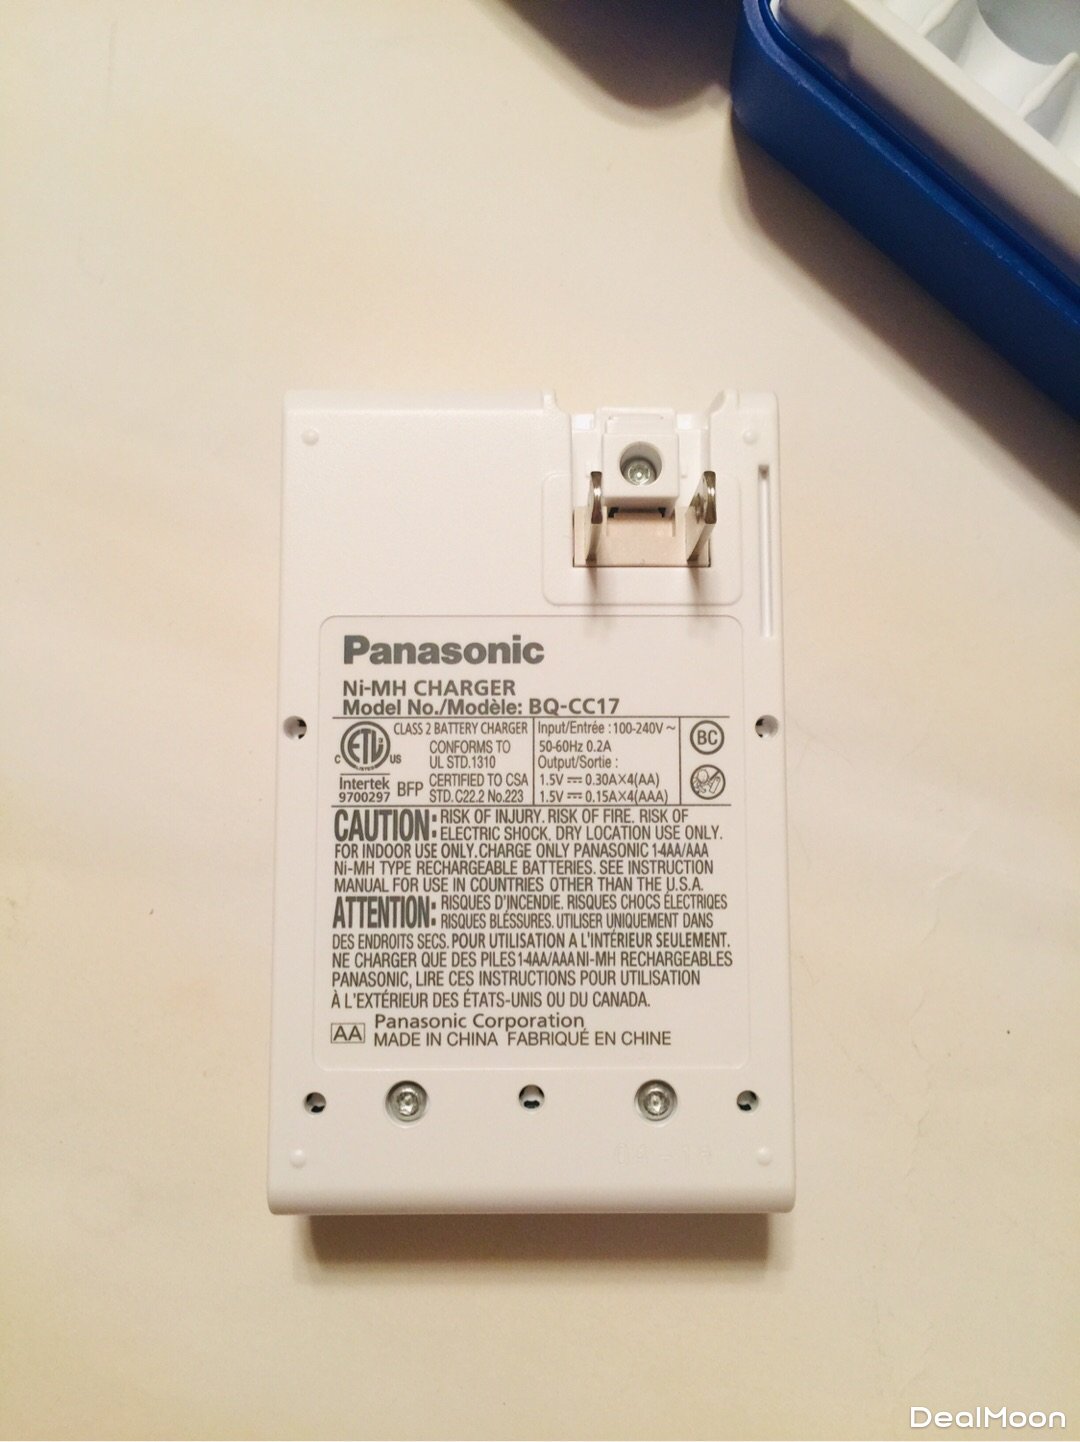 Panasonic
Ni-MH CHARGER
Model No./Modèle: BQ-CC17
C ETL US
LISTED
Intertek
9700297
CLASS 2 BATTERY CHARGER
CONFORMS TO
UL STD.1310
BFP CERTIFIED TO CSA
STD.C22.2 No.223
Input/Entrée : 100-240V ~
50-60Hz 0.2A
Output/Sortie :
1.5V ⎓ 0.30A×4(AA)
1.5V ⎓ 0.15A×4(AAA)
BC
CAUTION: RISK OF INJURY. RISK OF FIRE. RISK OF
ELECTRIC SHOCK. DRY LOCATION USE ONLY.
FOR INDOOR USE ONLY. CHARGE ONLY PANASONIC 1-4AA/AAA
Ni-MH TYPE RECHARGEABLE BATTERIES. SEE INSTRUCTION
MANUAL FOR USE IN COUNTRIES OTHER THAN THE U.S.A.
ATTENTION: RISQUES D'INCENDIE. RISQUES CHOCS ÉLECTRIQES
RISQUES BLÉSSURES. UTILISER UNIQUEMENT DANS
DES ENDROITS SECS. POUR UTILISATION A L'INTÉRIEUR SEULEMENT.
NE CHARGER QUE DES PILES 1-4AA/AAA NI-MH RECHARGEABLES
PANASONIC, LIRE CES INSTRUCTIONS POUR UTILISATION
À L'EXTÉRIEUR DES ÉTATS-UNIS OU DU CANADA.
AA Panasonic Corporation
MADE IN CHINA FABRIQUÉ EN CHINE
DealMoon